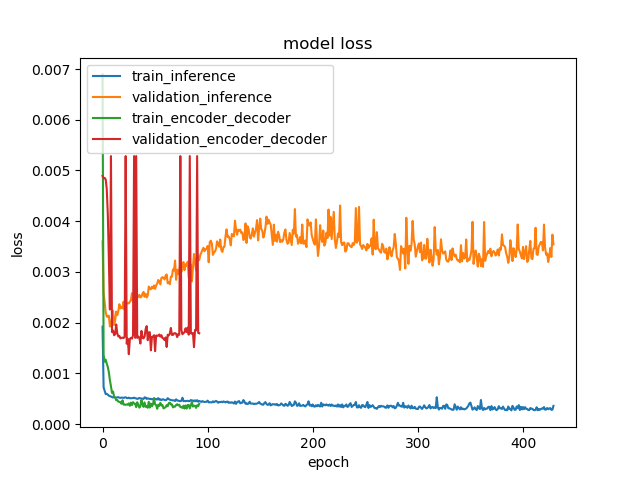 model loss
train_inference
validation_inference
train_encoder_decoder
validation_encoder_decoder
0.007
0.006
0.005
0.004
0.003
0.002
0.001
0.000
loss
0 100 200 300 400
epoch